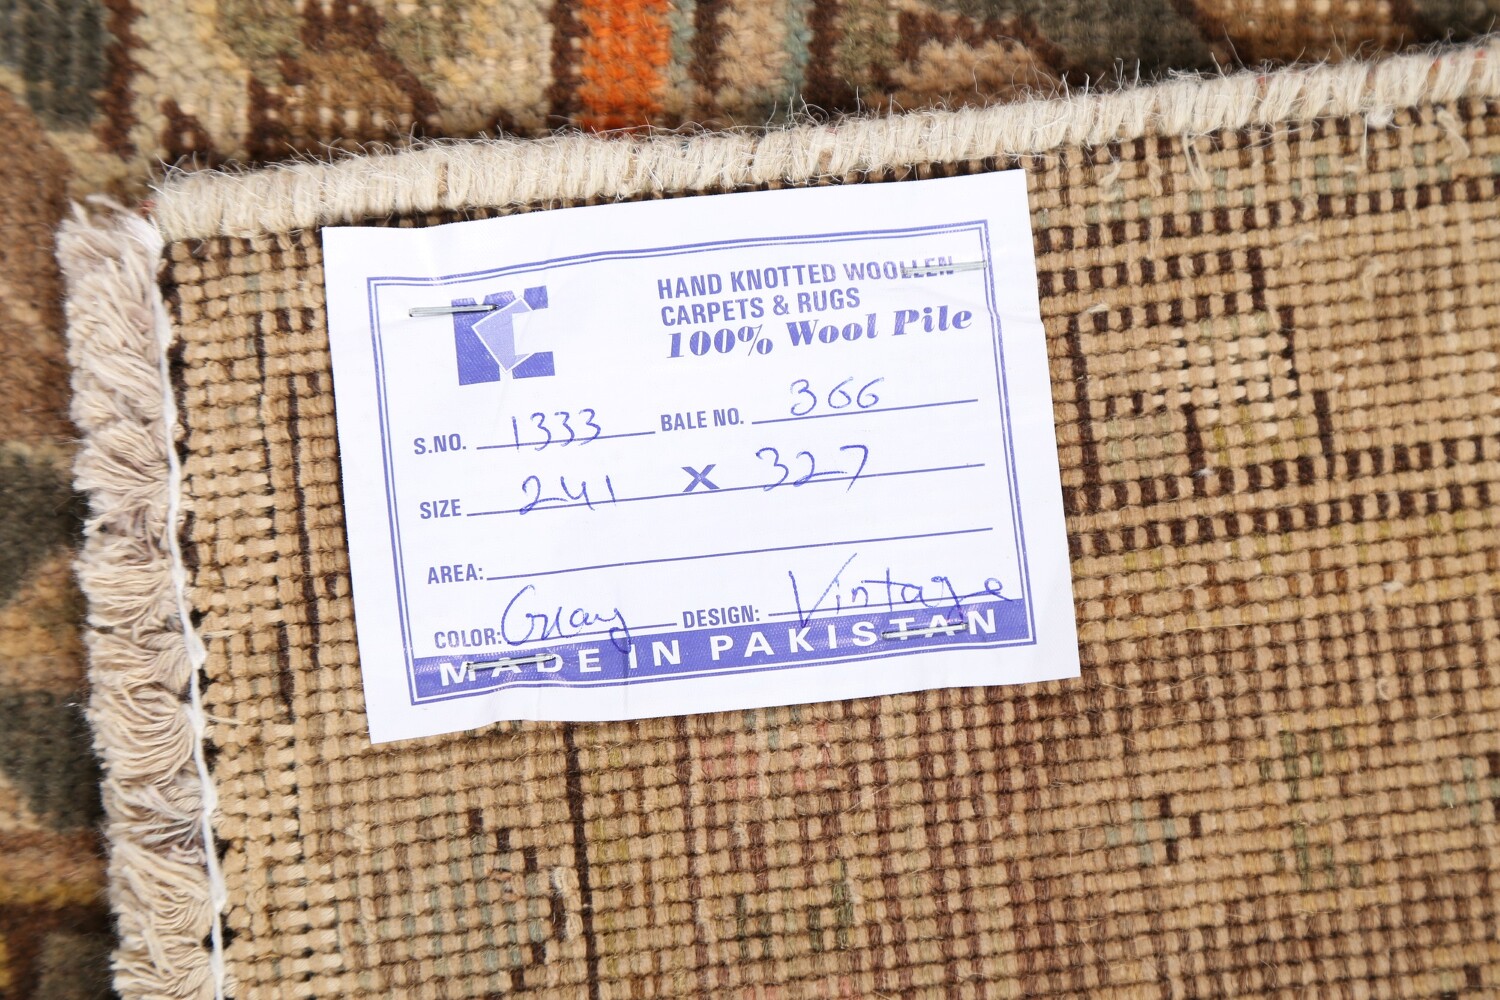 HAND KNOTTED WOOLLEN
CARPETS & RUGS
100% Wool Pile
S.NO. 1333 BALE NO. 366
SIZE 241 X 327
AREA:
COLOR: Gray DESIGN: Vintage
MADE IN PAKISTAN